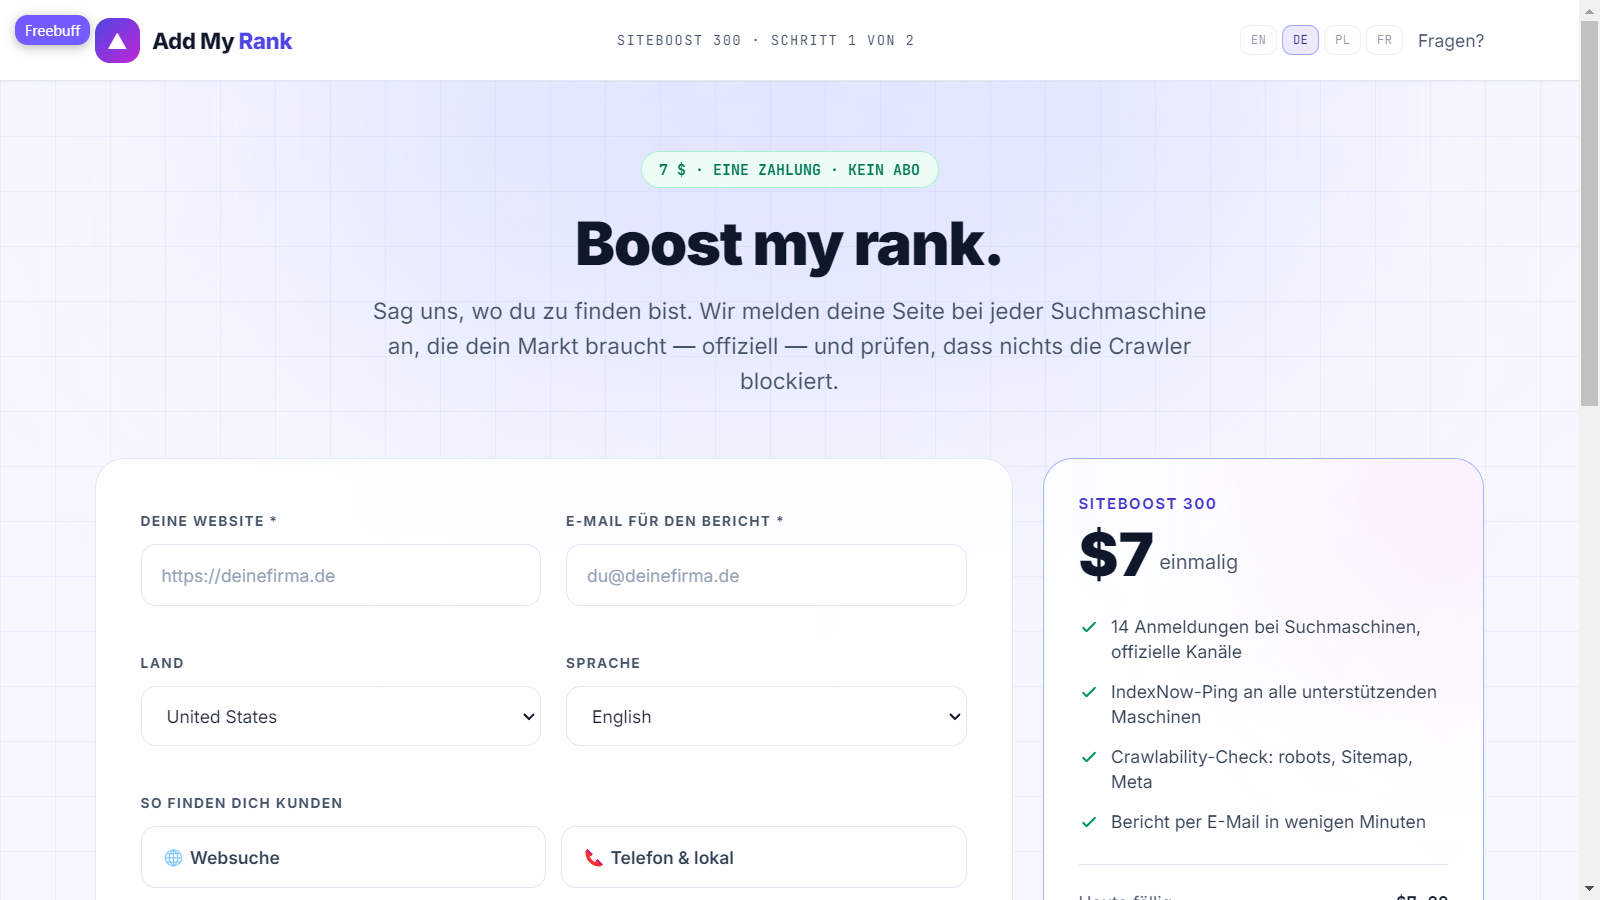 Freebuff
Add My Rank
SITEBOOST 300 · SCHRITT 1 VON 2
EN DE PL FR Fragen?
7 $ · EINE ZAHLUNG · KEIN ABO
Boost my rank.
Sag uns, wo du zu finden bist. Wir melden deine Seite bei jeder Suchmaschine
an, die dein Markt braucht — offiziell — und prüfen, dass nichts die Crawler
blockiert.
DEINE WEBSITE *
https://deinefirma.de
E-MAIL FÜR DEN BERICHT *
du@deinefirma.de
LAND
United States
SPRACHE
English
SO FINDEN DICH KUNDEN
Websuche
Telefon & lokal
SITEBOOST 300
$7 einmalig
14 Anmeldungen bei Suchmaschinen,
offizielle Kanäle
IndexNow-Ping an alle unterstützenden
Maschinen
Crawlability-Check: robots, Sitemap,
Meta
Bericht per E-Mail in wenigen Minuten